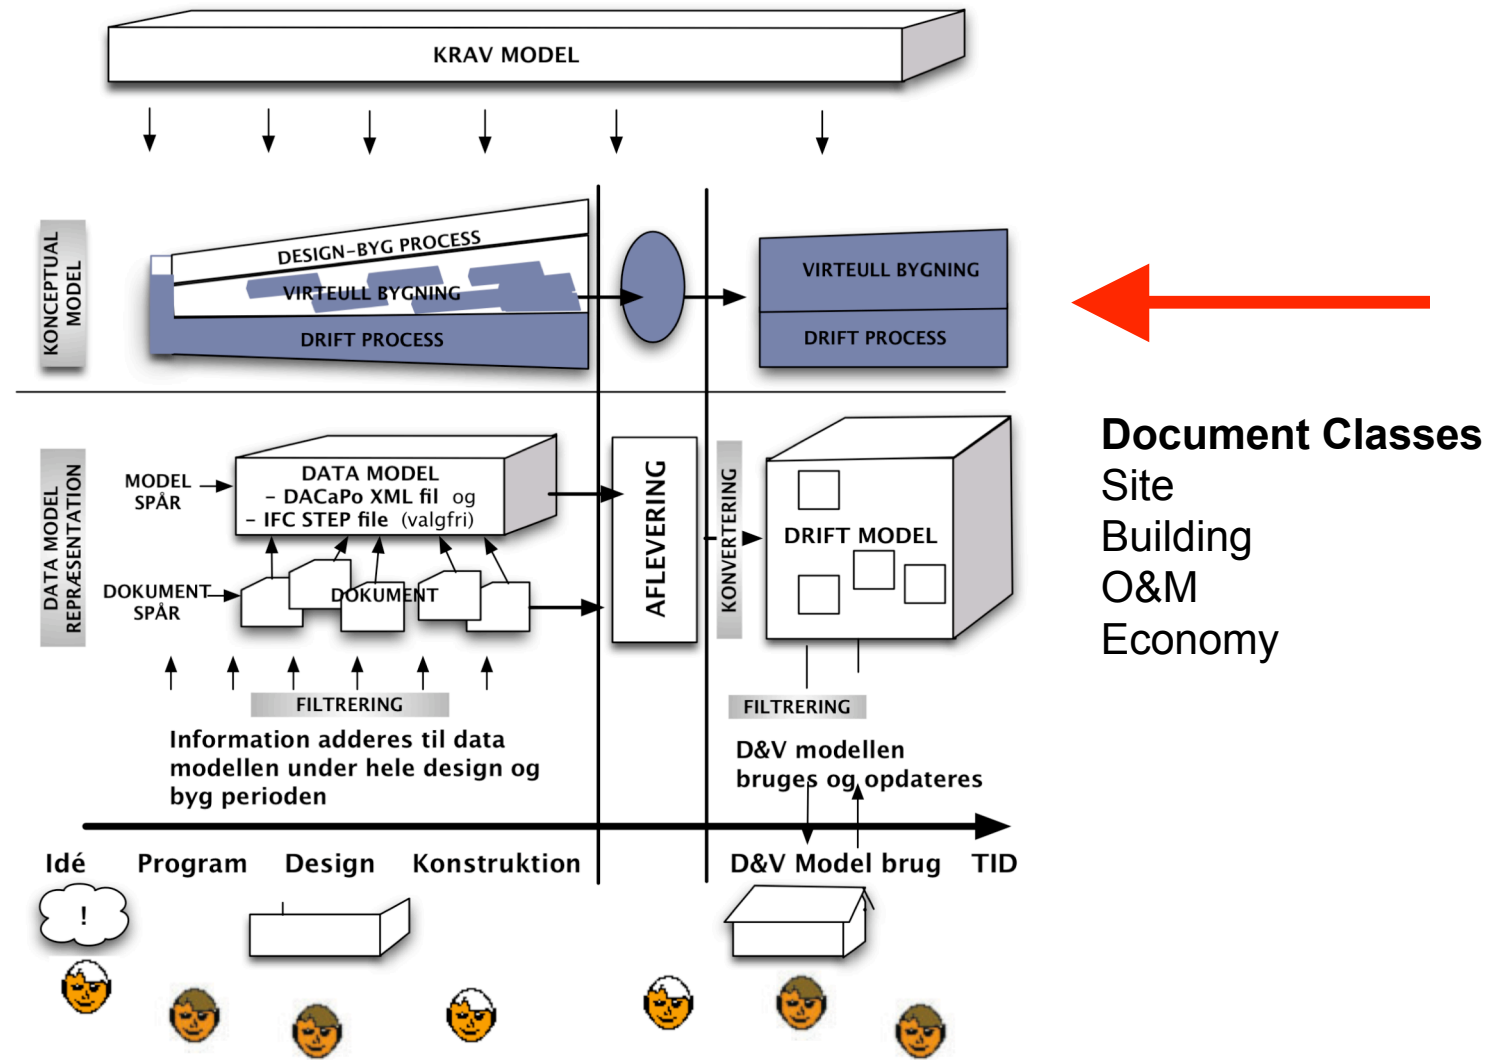 KRAV MODEL
KONCEPTUAL
MODEL
DESIGN-BYG PROCESS
VIRTEULL BYGNING
DRIFT PROCESS
VIRTEULL BYGNING
DRIFT PROCESS
DATA MODEL
REPRÆSENTATION
MODEL
SPÅR
DATA MODEL
– DACaPo XML fil og
– IFC STEP file (valgfri)
DOKUMENT
SPÅR
DOKUMENT
AFLEVERING
KONVERTERING
DRIFT MODEL
Document Classes
Site
Building
O&M
Economy
FILTRERING
Information adderes til data
modellen under hele design og
byg perioden
FILTRERING
D&V modellen
bruges og opdateres
Idé Program Design Konstruktion D&V Model brug TID
!